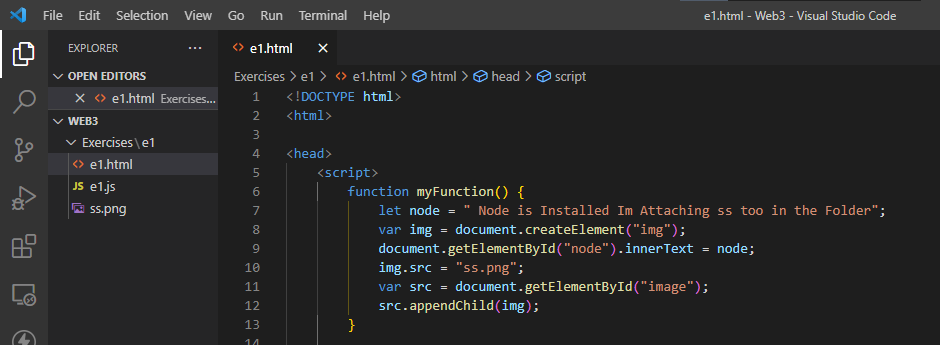 File Edit Selection View Go Run Terminal Help e1.html - Web3 - Visual Studio Code
EXPLORER ···
e1.html ×
OPEN EDITORS
× <> e1.html Exercises...
WEB3
Exercises \ e1
<> e1.html
JS e1.js
ss.png
Exercises > e1 > <> e1.html > html > head > script
1 <!DOCTYPE html>
2 <html>
3
4 <head>
5 <script>
6 function myFunction() {
7 let node = " Node is Installed Im Attaching ss too in the Folder";
8 var img = document.createElement("img");
9 document.getElementById("node").innerText = node;
10 img.src = "ss.png";
11 var src = document.getElementById("image");
12 src.appendChild(img);
13 }
14